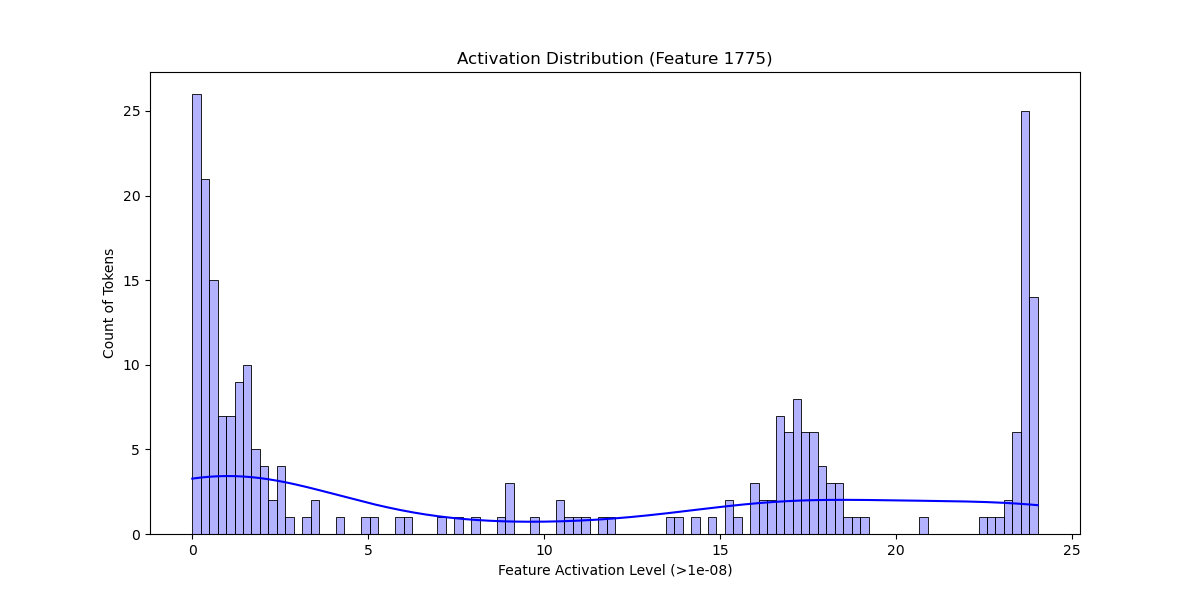 Activation Distribution (Feature 1775)
25
20
15
10
5
0
Count of Tokens
0 5 10 15 20 25
Feature Activation Level (>1e-08)